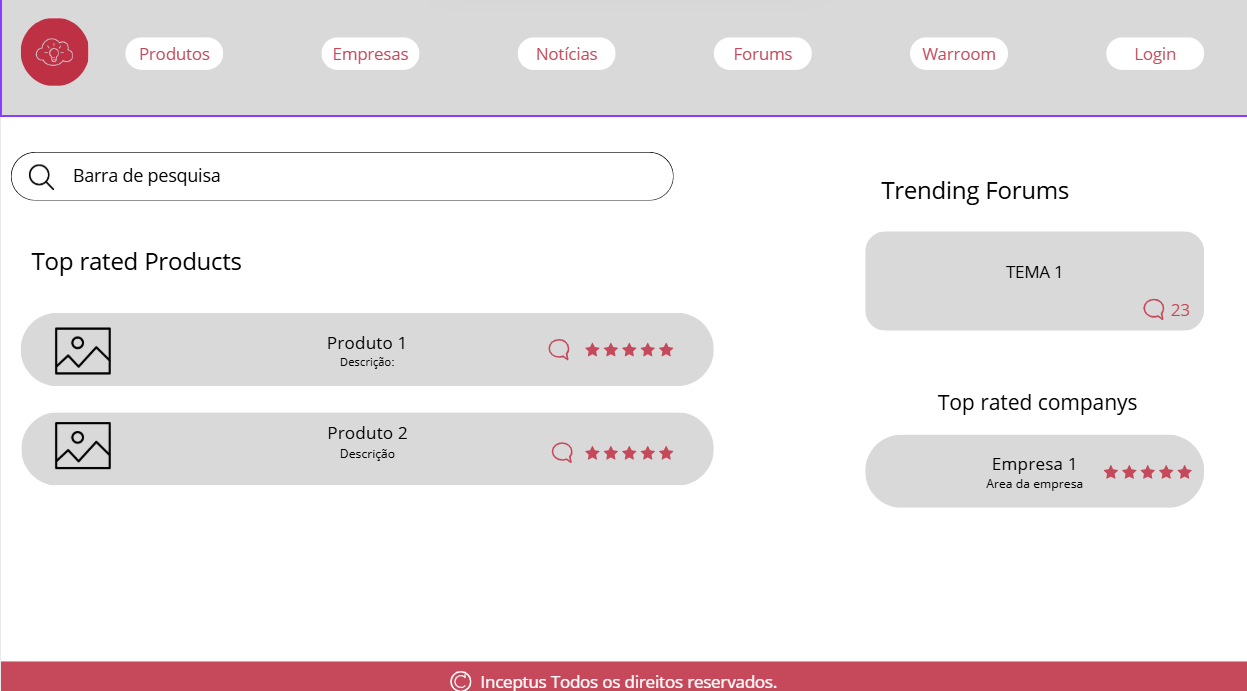 Produtos
Empresas
Notícias
Forums
Warroom
Login
Barra de pesquisa
Top rated Products
Produto 1
Descrição:
Produto 2
Descrição
Trending Forums
TEMA 1
23
Top rated companys
Empresa 1
Area da empresa
© Inceptus Todos os direitos reservados.